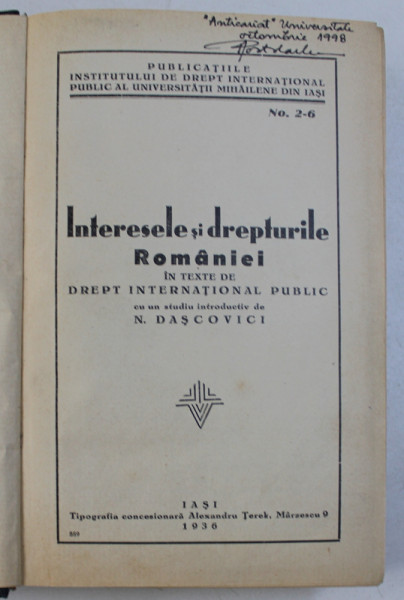 "Anticariat" Universitate
octombrie 1998
PUBLICAȚIILE
INSTITUTULUI DE DREPT INTERNAȚIONAL
PUBLIC AL UNIVERSITĂȚII MIHĂILENE DIN IAȘI
No. 2-6
Interesele și drepturile
României
ÎN TEXTE DE
DREPT INTERNAȚIONAL PUBLIC
cu un studiu introductiv de
N. DAȘCOVICI
IAȘI
Tipografia concesionară Alexandru Țerek, Mârzescu 9
1936